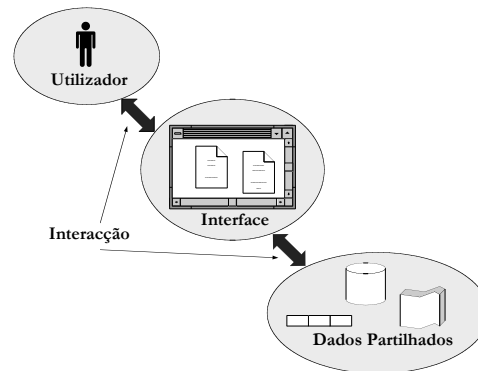 Utilizador
Interface
Interacção
Dados Partilhados